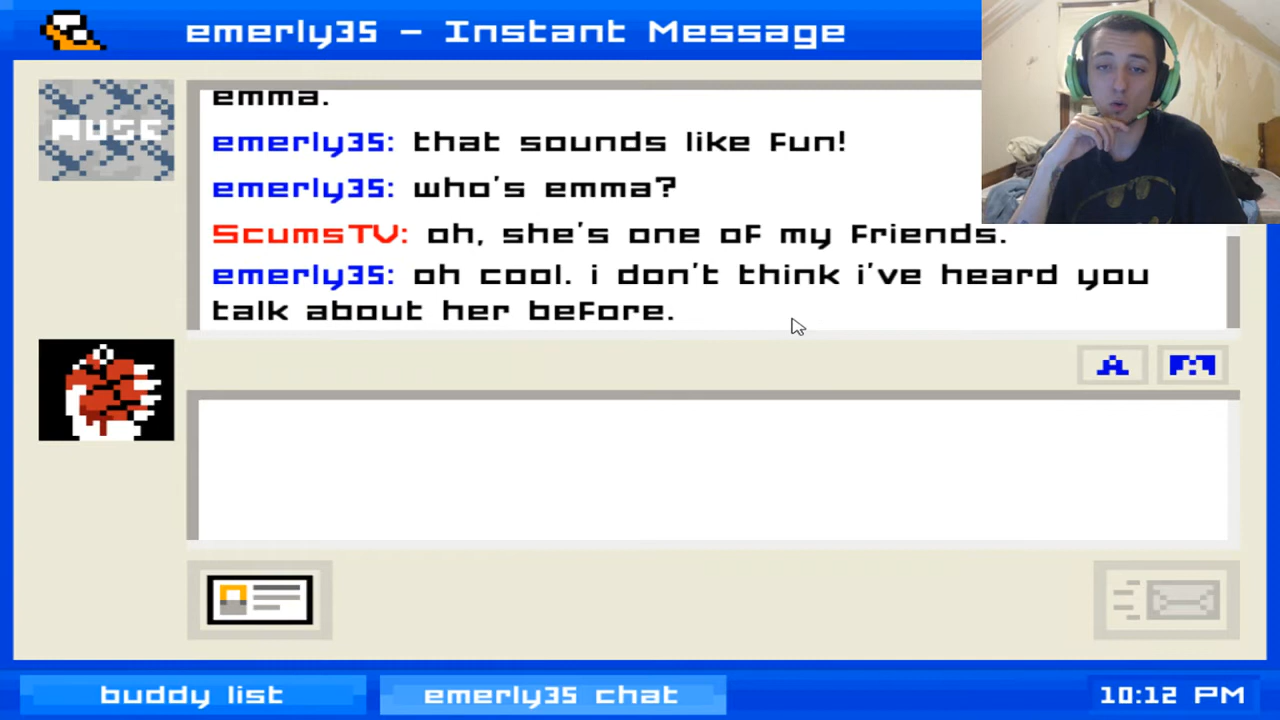 emerly35 - Instant Message
MUSE
emma.
emerly35: that sounds like fun!
emerly35: who's emma?
ScumsTV: oh, she's one of my friends.
emerly35: oh cool. i don't think i've heard you
talk about her before.
A
buddy list
emerly35 chat
10:12 PM